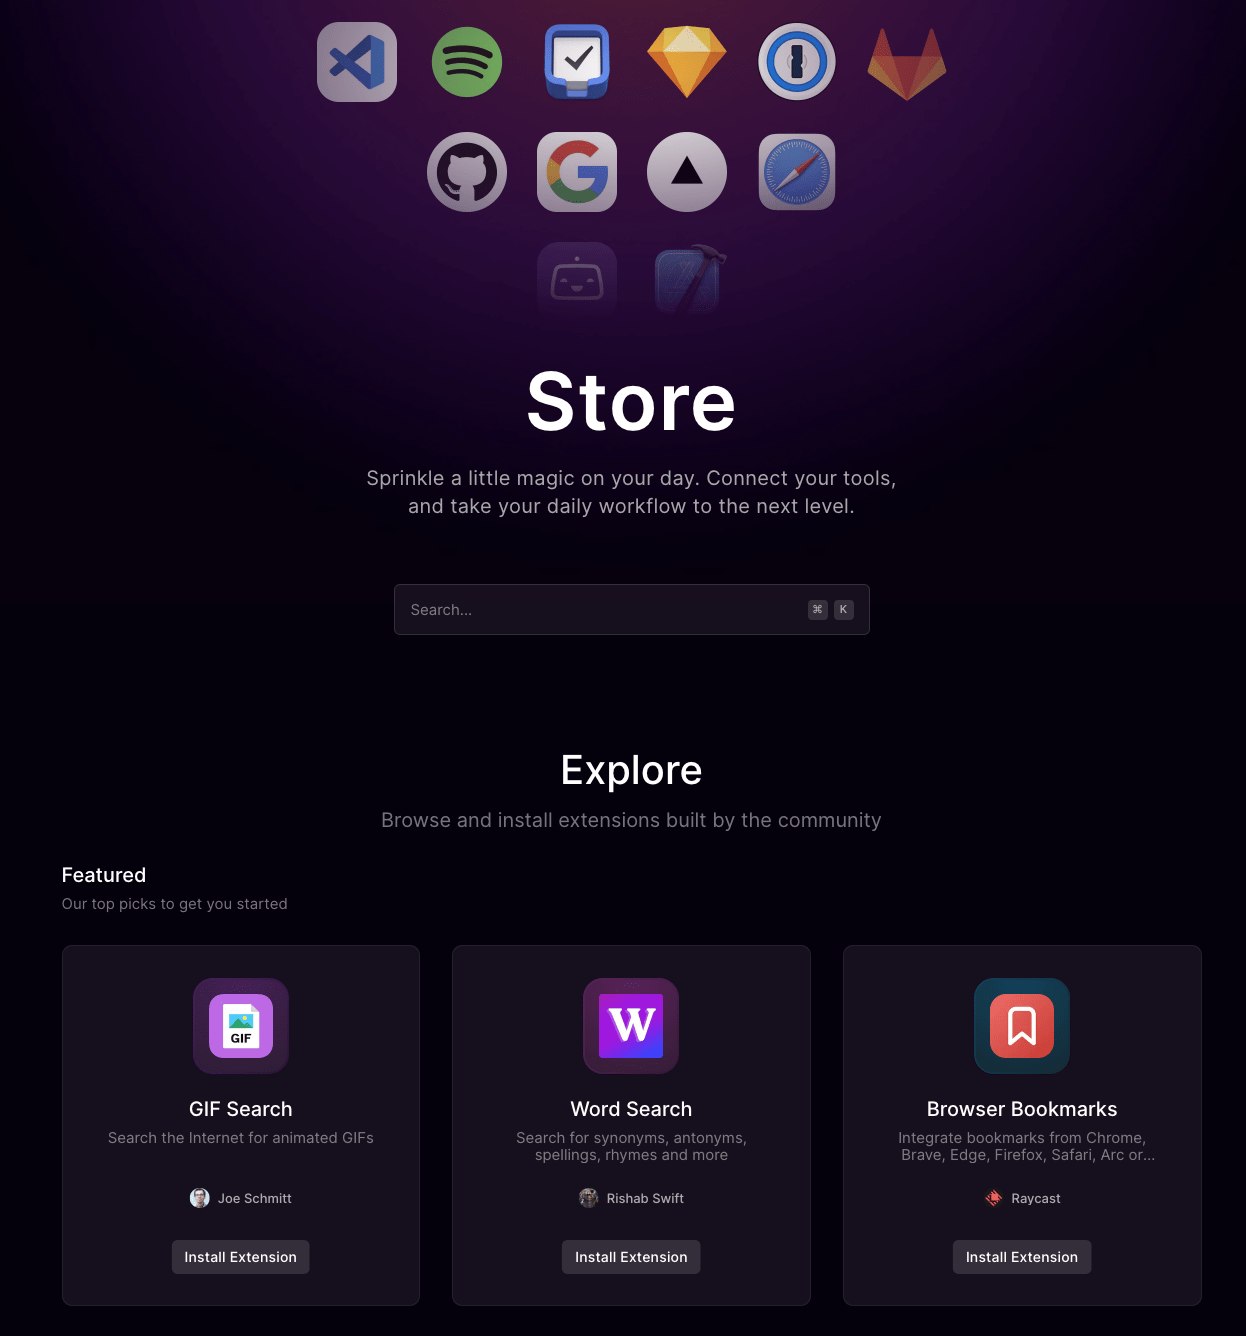 Store
Sprinkle a little magic on your day. Connect your tools,
and take your daily workflow to the next level.
Search...
⌘ K
Explore
Browse and install extensions built by the community
Featured
Our top picks to get you started
GIF
GIF Search
Search the Internet for animated GIFs
Joe Schmitt
Install Extension
W
Word Search
Search for synonyms, antonyms,
spellings, rhymes and more
Rishab Swift
Install Extension
Browser Bookmarks
Integrate bookmarks from Chrome,
Brave, Edge, Firefox, Safari, Arc or...
Raycast
Install Extension